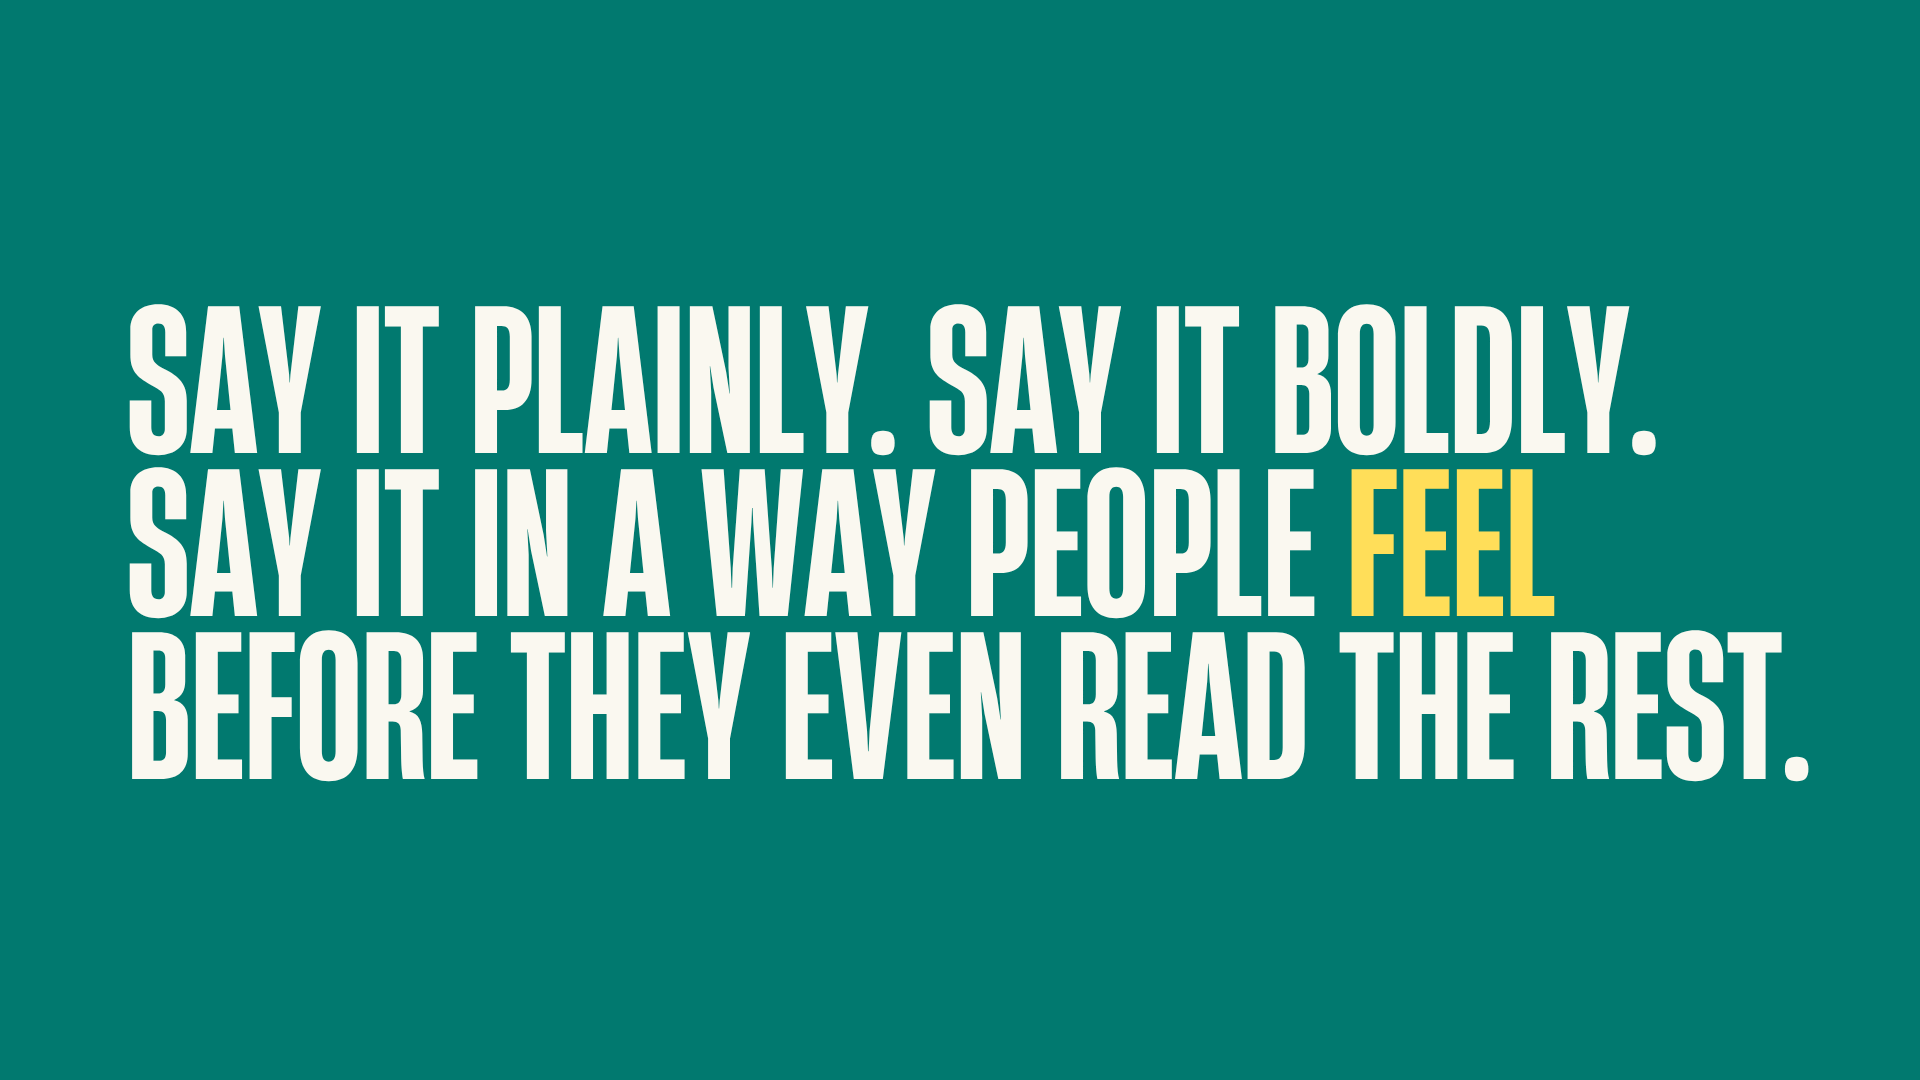 SAY IT PLAINLY. SAY IT BOLDLY.
SAY IT IN A WAY PEOPLE FEEL
BEFORE THEY EVEN READ THE REST.